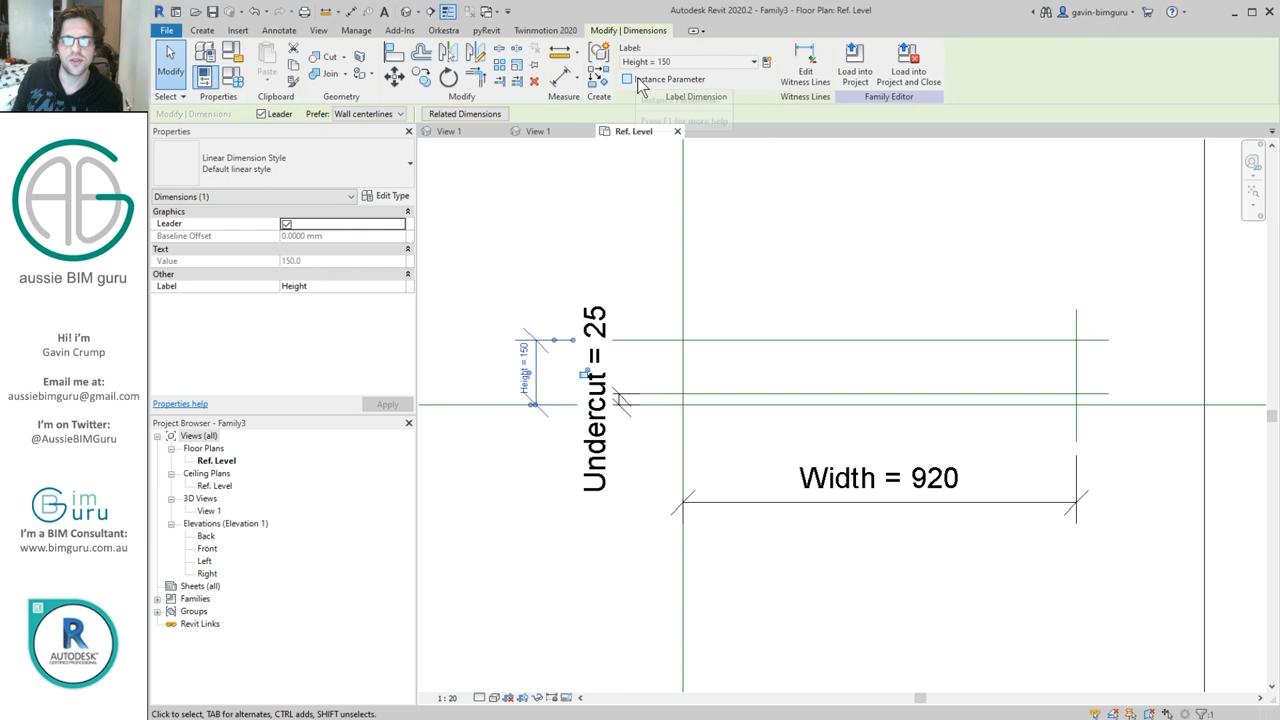 Autodesk Revit 2020.2 - Family3 - Floor Plan: Ref. Level
gavin-bimguru
File Create Insert Annotate View Manage Add-Ins Orkestra pyRevit Twinmotion 2020 Modify | Dimensions
Modify
Paste
Cut
Join
Label:
Height = 150
Instance Parameter
Edit Witness Lines
Load into Project
Load into Project and Close
Select Properties Clipboard Geometry Modify Measure Create Label Dimension Witness Lines Family Editor
Press F1 for more help
Modify | Dimensions Leader Prefer: Wall centerlines Related Dimensions
Properties
View 1
View 1
Ref. Level
Linear Dimension Style
Default linear style
Dimensions (1) Edit Type
Graphics
Leader
Baseline Offset 0.0000 mm
Text
Value 150.0
Other
Label Height
Properties help Apply
Project Browser - Family3
Views (all)
Floor Plans
Ref. Level
Ceiling Plans
Ref. Level
3D Views
View 1
Elevations (Elevation 1)
Back
Front
Left
Right
Sheets (all)
Families
Groups
Revit Links
Height = 150
Undercut = 25
Width = 920
1 : 20
Click to select, TAB for alternates, CTRL adds, SHIFT unselects.
:1
AG
aussie BIM guru
Hi! i'm
Gavin Crump
Email me at:
aussiebimguru@gmail.com
I'm on Twitter:
@AussieBIMGuru
Bim
Guru
I'm a BIM Consultant:
www.bimguru.com.au
R
AUTODESK
CERTIFIED PROFESSIONAL